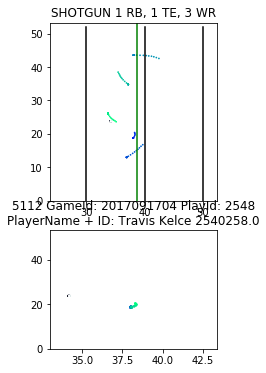 SHOTGUN 1 RB, 1 TE, 3 WR
50
40
30
20
10
0
30 40 50
5112 GameId: 2017091704 PlayId: 2548
PlayerName + ID: Travis Kelce 2540258.0
40
20
0
35.0 37.5 40.0 42.5